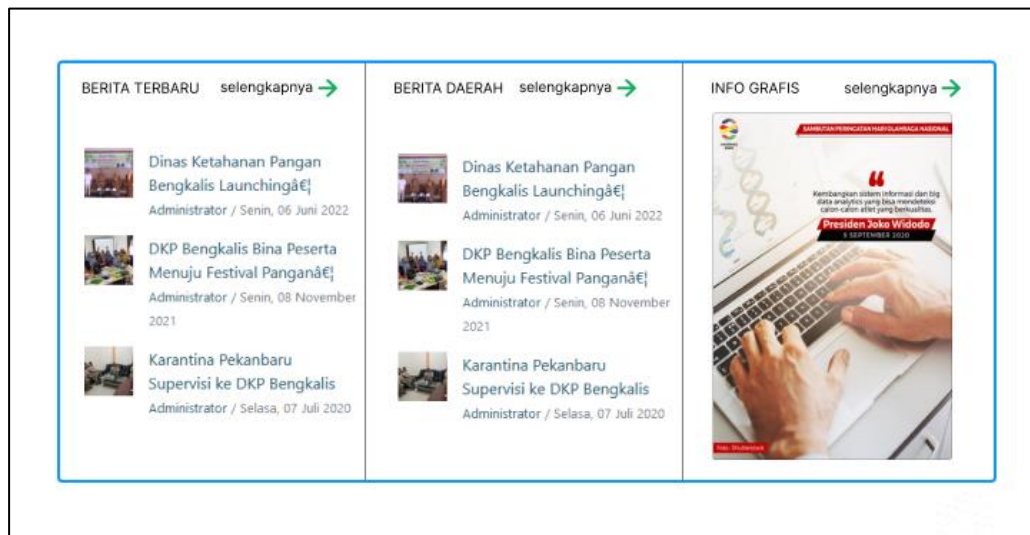 BERITA TERBARU selengkapnya
Dinas Ketahanan Pangan
Bengkalis Launchingâ€¦
Administrator / Senin, 06 Juni 2022
DKP Bengkalis Bina Peserta
Menuju Festival Panganâ€¦
Administrator / Senin, 08 November
2021
Karantina Pekanbaru
Supervisi ke DKP Bengkalis
Administrator / Selasa, 07 Juli 2020
BERITA DAERAH selengkapnya
Dinas Ketahanan Pangan
Bengkalis Launchingâ€¦
Administrator / Senin, 06 Juni 2022
DKP Bengkalis Bina Peserta
Menuju Festival Panganâ€¦
Administrator / Senin, 08 November
2021
Karantina Pekanbaru
Supervisi ke DKP Bengkalis
Administrator / Selasa, 07 Juli 2020
INFO GRAFIS selengkapnya
SAMBUTAN PERINGATAN HARI OLAHRAGA NASIONAL
Kembangkan sistem informasi dan big
data analytics yang bisa mendeteksi
calon-calon atlet yang berkualitas.
Presiden Joko Widodo
9 SEPTEMBER 2020
Foto: Shutterstock